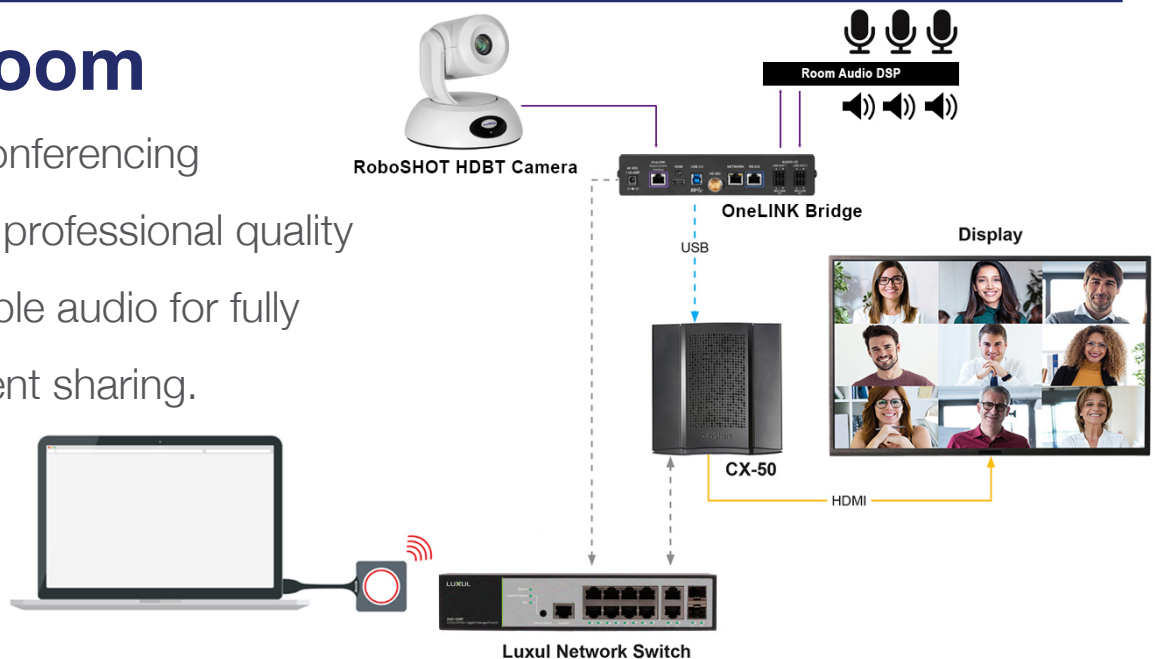 oom
onferencing
professional quality
ple audio for fully
ent sharing.
Room Audio DSP
RoboSHOT HDBT Camera
OneLINK Bridge
USB
Display
CX-50
HDMI
LUXUL
Luxul Network Switch